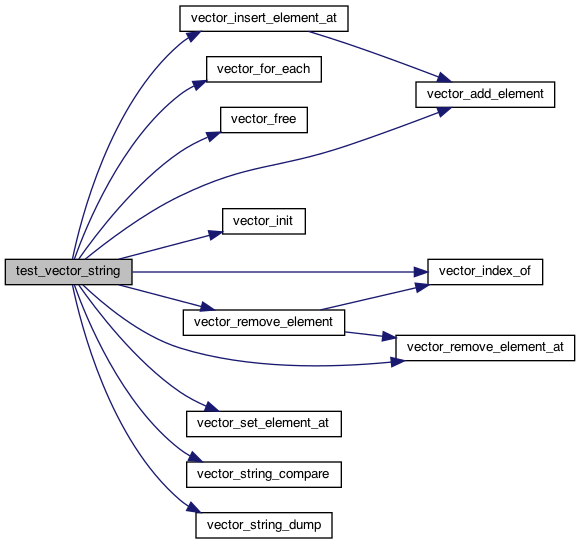 vector_insert_element_at
vector_for_each
vector_add_element
vector_free
vector_init
test_vector_string
vector_index_of
vector_remove_element
vector_remove_element_at
vector_set_element_at
vector_string_compare
vector_string_dump